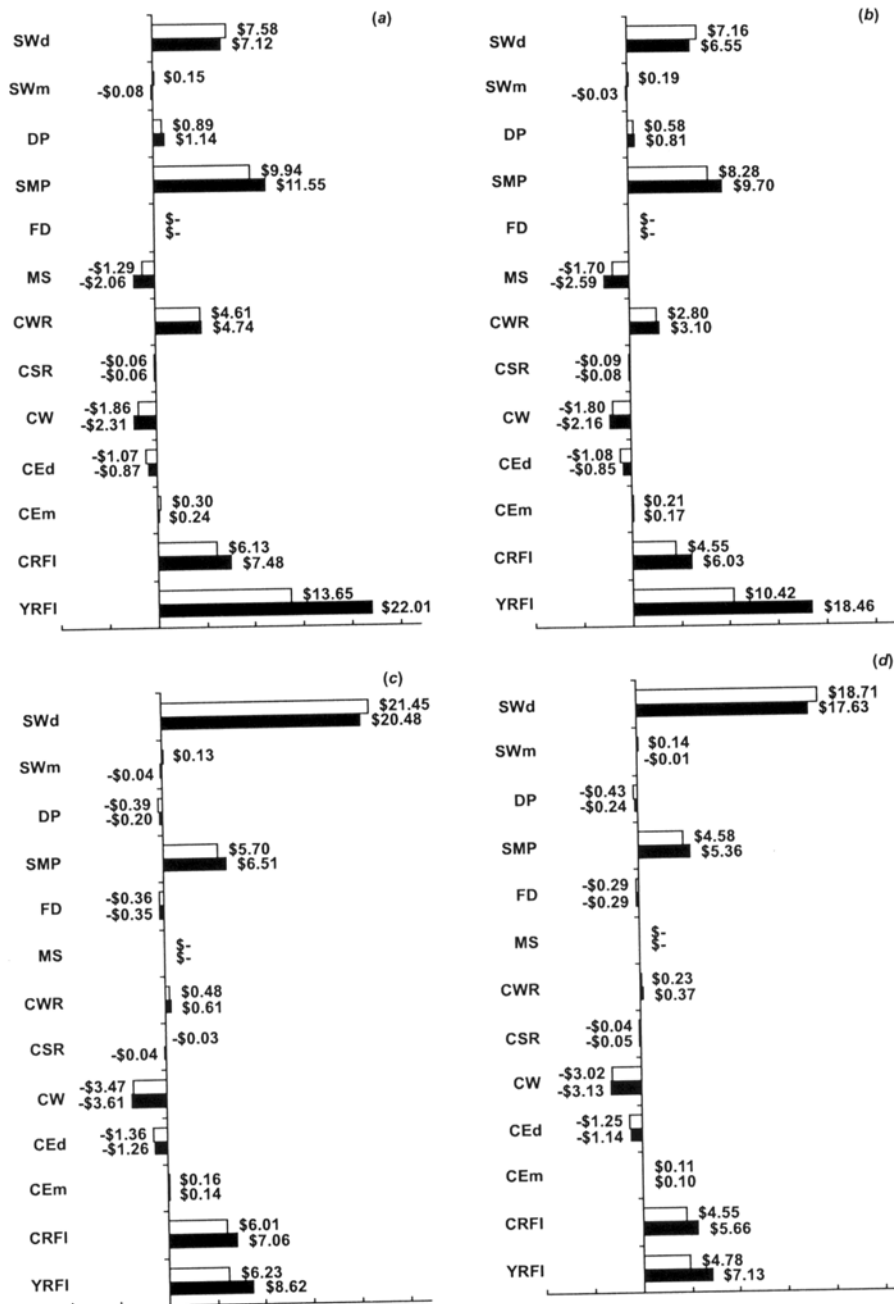 (a)
SWd $7.58
$7.12
SWm $0.15
-$0.08
DP $0.89
$1.14
SMP $9.94
$11.55
FD $-
$-
MS -$1.29
-$2.06
CWR $4.61
$4.74
CSR -$0.06
-$0.06
CW -$1.86
-$2.31
CEd -$1.07
-$0.87
CEm $0.30
$0.24
CRFI $6.13
$7.48
YRFI $13.65
$22.01
(b)
SWd $7.16
$6.55
SWm $0.19
-$0.03
DP $0.58
$0.81
SMP $8.28
$9.70
FD $-
$-
MS -$1.70
-$2.59
CWR $2.80
$3.10
CSR -$0.09
-$0.08
CW -$1.80
-$2.16
CEd -$1.08
-$0.85
CEm $0.21
$0.17
CRFI $4.55
$6.03
YRFI $10.42
$18.46
(c)
SWd $21.45
$20.48
SWm $0.13
-$0.04
DP -$0.39
-$0.20
SMP $5.70
$6.51
FD -$0.36
-$0.35
MS $-
$-
CWR $0.48
$0.61
CSR -$0.03
-$0.04
CW -$3.47
-$3.61
CEd -$1.36
-$1.26
CEm $0.16
$0.14
CRFI $6.01
$7.06
YRFI $6.23
$8.62
(d)
SWd $18.71
$17.63
SWm $0.14
-$0.01
DP -$0.43
-$0.24
SMP $4.58
$5.36
FD -$0.29
-$0.29
MS $-
$-
CWR $0.23
$0.37
CSR -$0.04
-$0.05
CW -$3.02
-$3.13
CEd -$1.25
-$1.14
CEm $0.11
$0.10
CRFI $4.55
$5.66
YRFI $4.78
$7.13